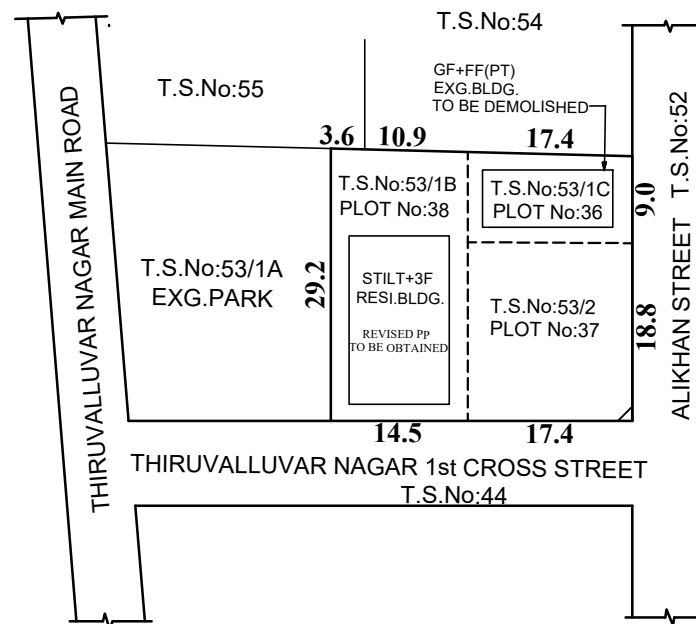 T.S.No:54
GF+FF(PT)
EXG.BLDG.
TO BE DEMOLISHED
T.S.No:55
3.6 10.9 17.4
THIRUVALLUVAR NAGAR MAIN ROAD
T.S.No:53/1A
EXG.PARK
29.2
T.S.No:53/1B
PLOT No:38
T.S.No:53/1C
PLOT No:36
9.0
STILT+3F
RESI.BLDG.
REVISED PP
TO BE OBTAINED
T.S.No:53/2
PLOT No:37
18.8
ALIKHAN STREET T.S.No:52
14.5 17.4
THIRUVALLUVAR NAGAR 1st CROSS STREET
T.S.No:44